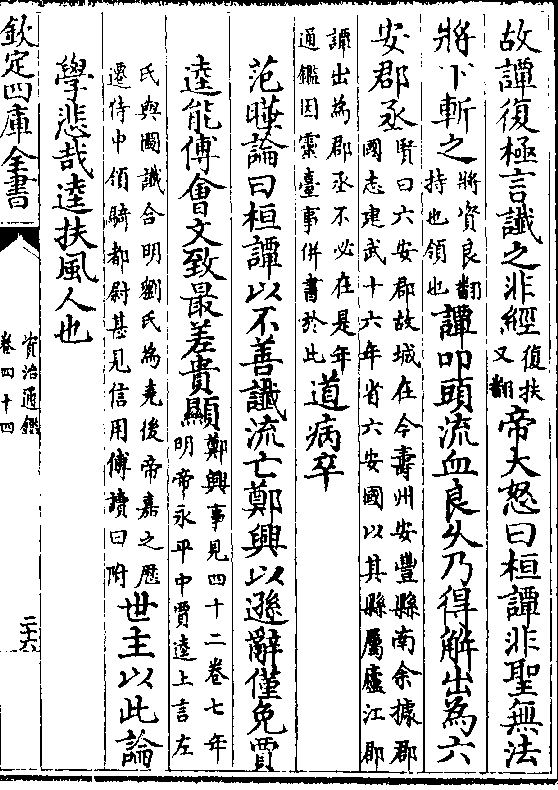 故譚復極言讖之非經復扶又翻帝大怒曰桓譚非聖無法
將下斬之將資良翻持也領也譚叩頭流血良久乃得解出為六
安郡丞賢曰六安郡故城在今壽州安豐縣南余據郡國志建武十六年省六安國以其縣屬廬江郡
譚出為郡丞不必在是年通鑑因靈臺事併書於此道病卒
范曄論曰桓譚以不善讖流亡鄭興以遜辭僅免賈
逵能傅會文致最差貴顯鄭興事見四十二卷七年明帝永平中賈逵上言左
氏與圖讖合明劉氏為堯後帝嘉之歷遷侍中領騎都尉甚見信用傅讀曰附世主以此論
學悲哉逵扶風人也
欽定四庫全書
資治通鑑
卷四十四
二十六